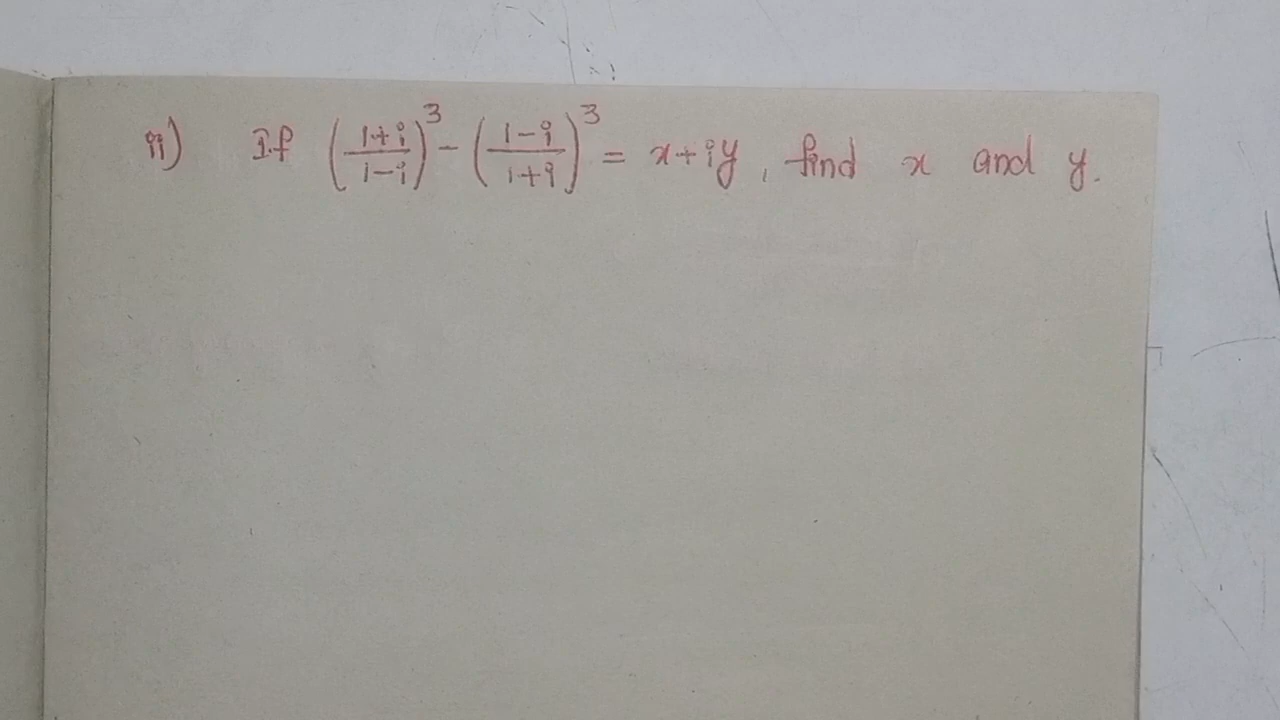 ii) If ((1+i)/(1-i))^3 - ((1-i)/(1+i))^3 = x+iy, find x and y.